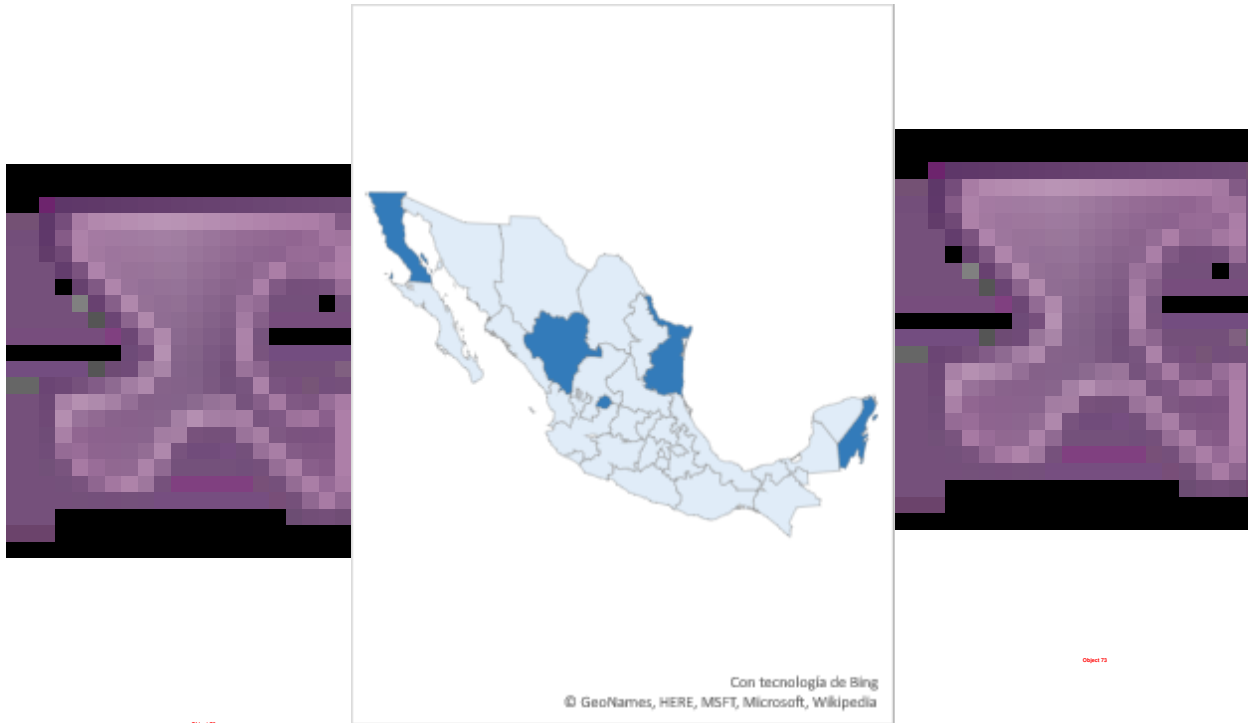 Object 73
Con tecnología de Bing
© GeoNames, HERE, MSFT, Microsoft, Wikipedia